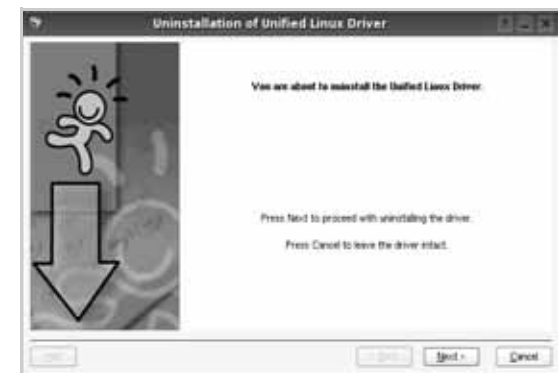 Uninstallation of Unified Linux Driver
You are about to uninstall the Unified Linux Driver.
Press Next to proceed with uninstalling the driver.
Press Cancel to leave the driver intact.
Next >
Cancel